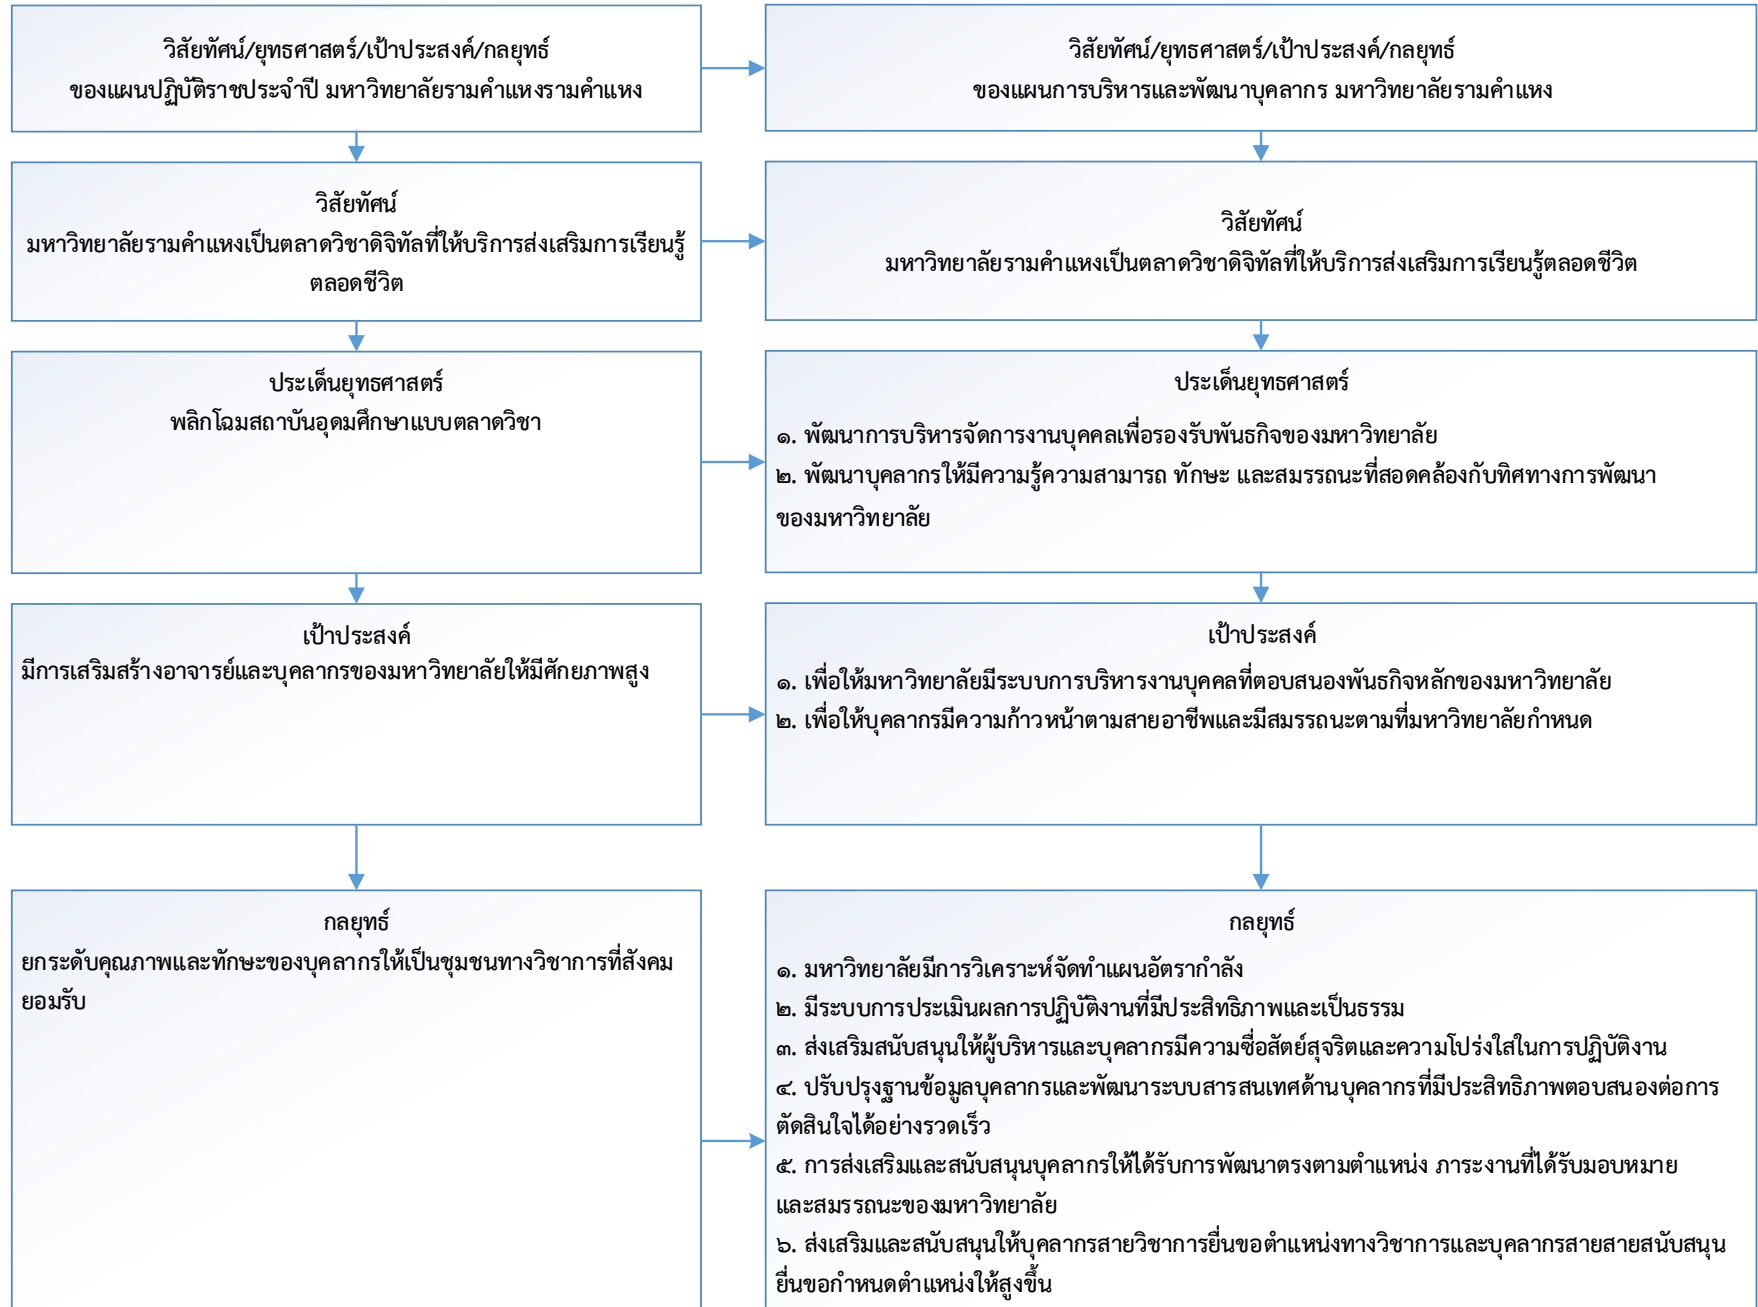 วิสัยทัศน์/ยุทธศาสตร์/เป้าประสงค์/กลยุทธ์
ของแผนปฏิบัติราชประจำปี มหาวิทยาลัยรามคำแหงรามคำแหง
วิสัยทัศน์/ยุทธศาสตร์/เป้าประสงค์/กลยุทธ์
ของแผนการบริหารและพัฒนาบุคลากร มหาวิทยาลัยรามคำแหง
วิสัยทัศน์
มหาวิทยาลัยรามคำแหงเป็นตลาดวิชาดิจิทัลที่ให้บริการส่งเสริมการเรียนรู้
ตลอดชีวิต
วิสัยทัศน์
มหาวิทยาลัยรามคำแหงเป็นตลาดวิชาดิจิทัลที่ให้บริการส่งเสริมการเรียนรู้ตลอดชีวิต
ประเด็นยุทธศาสตร์
พลิกโฉมสถาบันอุดมศึกษาแบบตลาดวิชา
ประเด็นยุทธศาสตร์
๑. พัฒนาการบริหารจัดการงานบุคคลเพื่อรองรับพันธกิจของมหาวิทยาลัย
๒. พัฒนาบุคลากรให้มีความรู้ความสามารถ ทักษะ และสมรรถนะที่สอดคล้องกับทิศทางการพัฒนา
ของมหาวิทยาลัย
เป้าประสงค์
มีการเสริมสร้างอาจารย์และบุคลากรของมหาวิทยาลัยให้มีศักยภาพสูง
เป้าประสงค์
๑. เพื่อให้มหาวิทยาลัยมีระบบการบริหารงานบุคคลที่ตอบสนองพันธกิจหลักของมหาวิทยาลัย
๒. เพื่อให้บุคลากรมีความก้าวหน้าตามสายอาชีพและมีสมรรถนะตามที่มหาวิทยาลัยกำหนด
กลยุทธ์
ยกระดับคุณภาพและทักษะของบุคลากรให้เป็นชุมชนทางวิชาการที่สังคม
ยอมรับ
กลยุทธ์
๑. มหาวิทยาลัยมีการวิเคราะห์จัดทำแผนอัตรากำลัง
๒. มีระบบการประเมินผลการปฏิบัติงานที่มีประสิทธิภาพและเป็นธรรม
๓. ส่งเสริมสนับสนุนให้ผู้บริหารและบุคลากรมีความซื่อสัตย์สุจริตและความโปร่งใสในการปฏิบัติงาน
๔. ปรับปรุงฐานข้อมูลบุคลากรและพัฒนาระบบสารสนเทศด้านบุคลากรที่มีประสิทธิภาพตอบสนองต่อการ
ตัดสินใจได้อย่างรวดเร็ว
๕. การส่งเสริมและสนับสนุนบุคลากรให้ได้รับการพัฒนาตรงตามตำแหน่ง ภาระงานที่ได้รับมอบหมาย
และสมรรถนะของมหาวิทยาลัย
๖. ส่งเสริมและสนับสนุนให้บุคลากรสายวิชาการยื่นขอตำแหน่งทางวิชาการและบุคลากรสายสายสนับสนุน
ยื่นขอกำหนดตำแหน่งให้สูงขึ้น